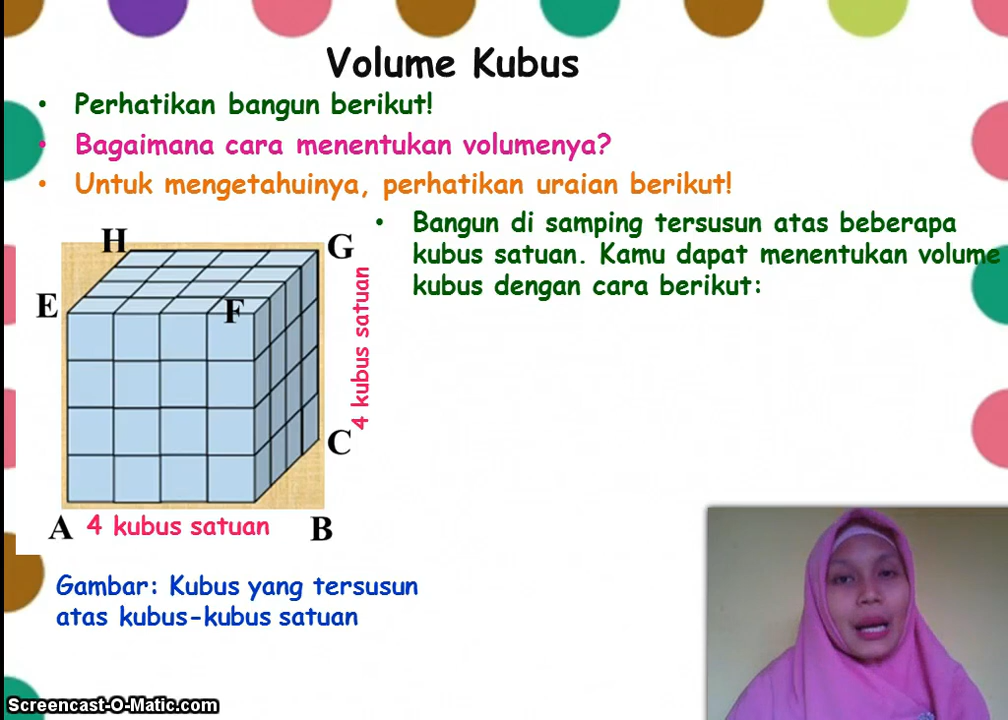 Volume Kubus
• Perhatikan bangun berikut!
• Bagaimana cara menentukan volumenya?
• Untuk mengetahuinya, perhatikan uraian berikut!
• Bangun di samping tersusun atas beberapa
kubus satuan. Kamu dapat menentukan volume
kubus dengan cara berikut:
H
G
E
F
4 kubus satuan
C
A
4 kubus satuan
B
Gambar: Kubus yang tersusun
atas kubus-kubus satuan
Screencast-O-Matic.com